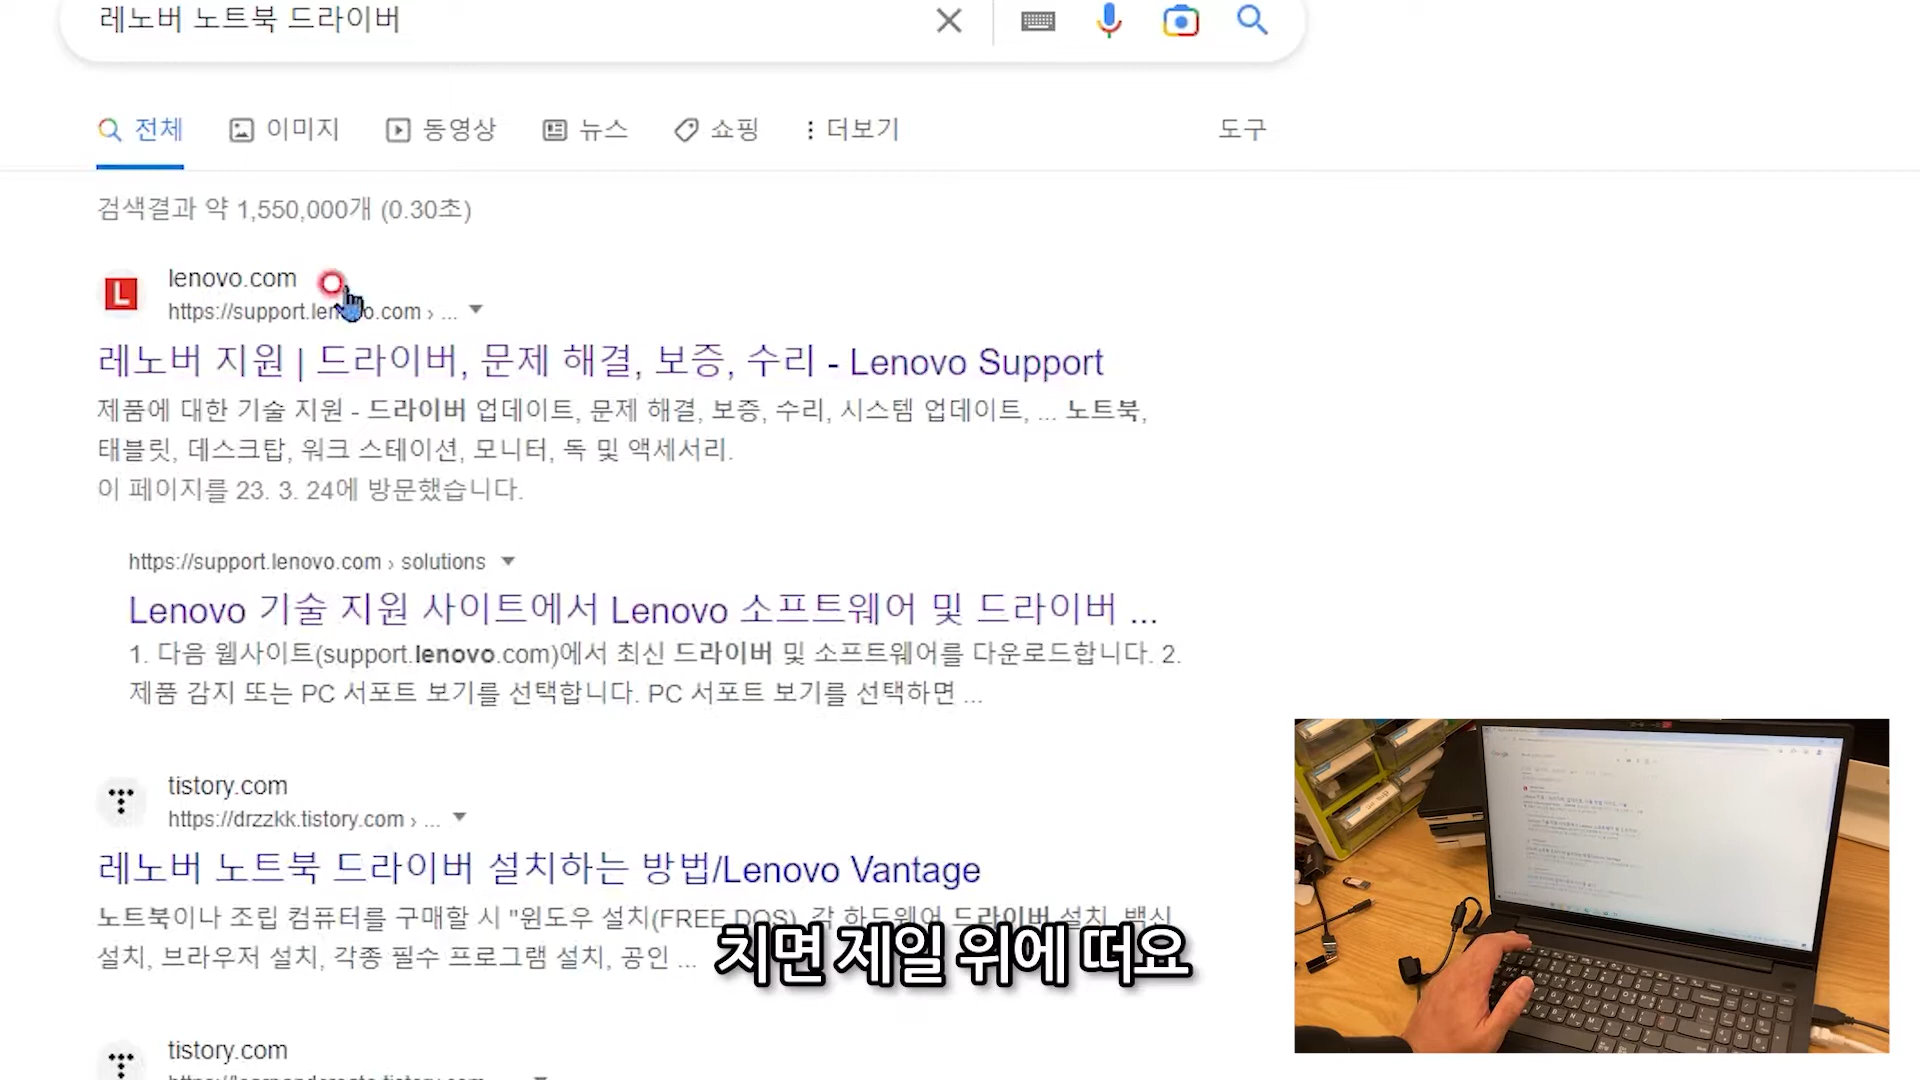 레노버 노트북 드라이버
전체 이미지 동영상 뉴스 쇼핑 더보기 도구
검색결과 약 1,550,000개 (0.30초)
lenovo.com
https://support.lenovo.com › ...
레노버 지원 | 드라이버, 문제 해결, 보증, 수리 - Lenovo Support
제품에 대한 기술 지원 - 드라이버 업데이트, 문제 해결, 보증, 수리, 시스템 업데이트, ... 노트북,
태블릿, 데스크탑, 워크 스테이션, 모니터, 독 및 액세서리.
이 페이지를 23. 3. 24에 방문했습니다.
https://support.lenovo.com › solutions
Lenovo 기술 지원 사이트에서 Lenovo 소프트웨어 및 드라이버 ...
1. 다음 웹사이트(support.lenovo.com)에서 최신 드라이버 및 소프트웨어를 다운로드합니다. 2.
제품 감지 또는 PC 서포트 보기를 선택합니다. PC 서포트 보기를 선택하면 ...
tistory.com
https://drzzkk.tistory.com › ...
레노버 노트북 드라이버 설치하는 방법/Lenovo Vantage
노트북이나 조립 컴퓨터를 구매할 시 "윈도우 설치(FREE DOS), 각 하드웨어 드라이버 설치, 백신
설치, 브라우저 설치, 각종 필수 프로그램 설치, 공인 ...
치면 제일 위에 떠요
tistory.com